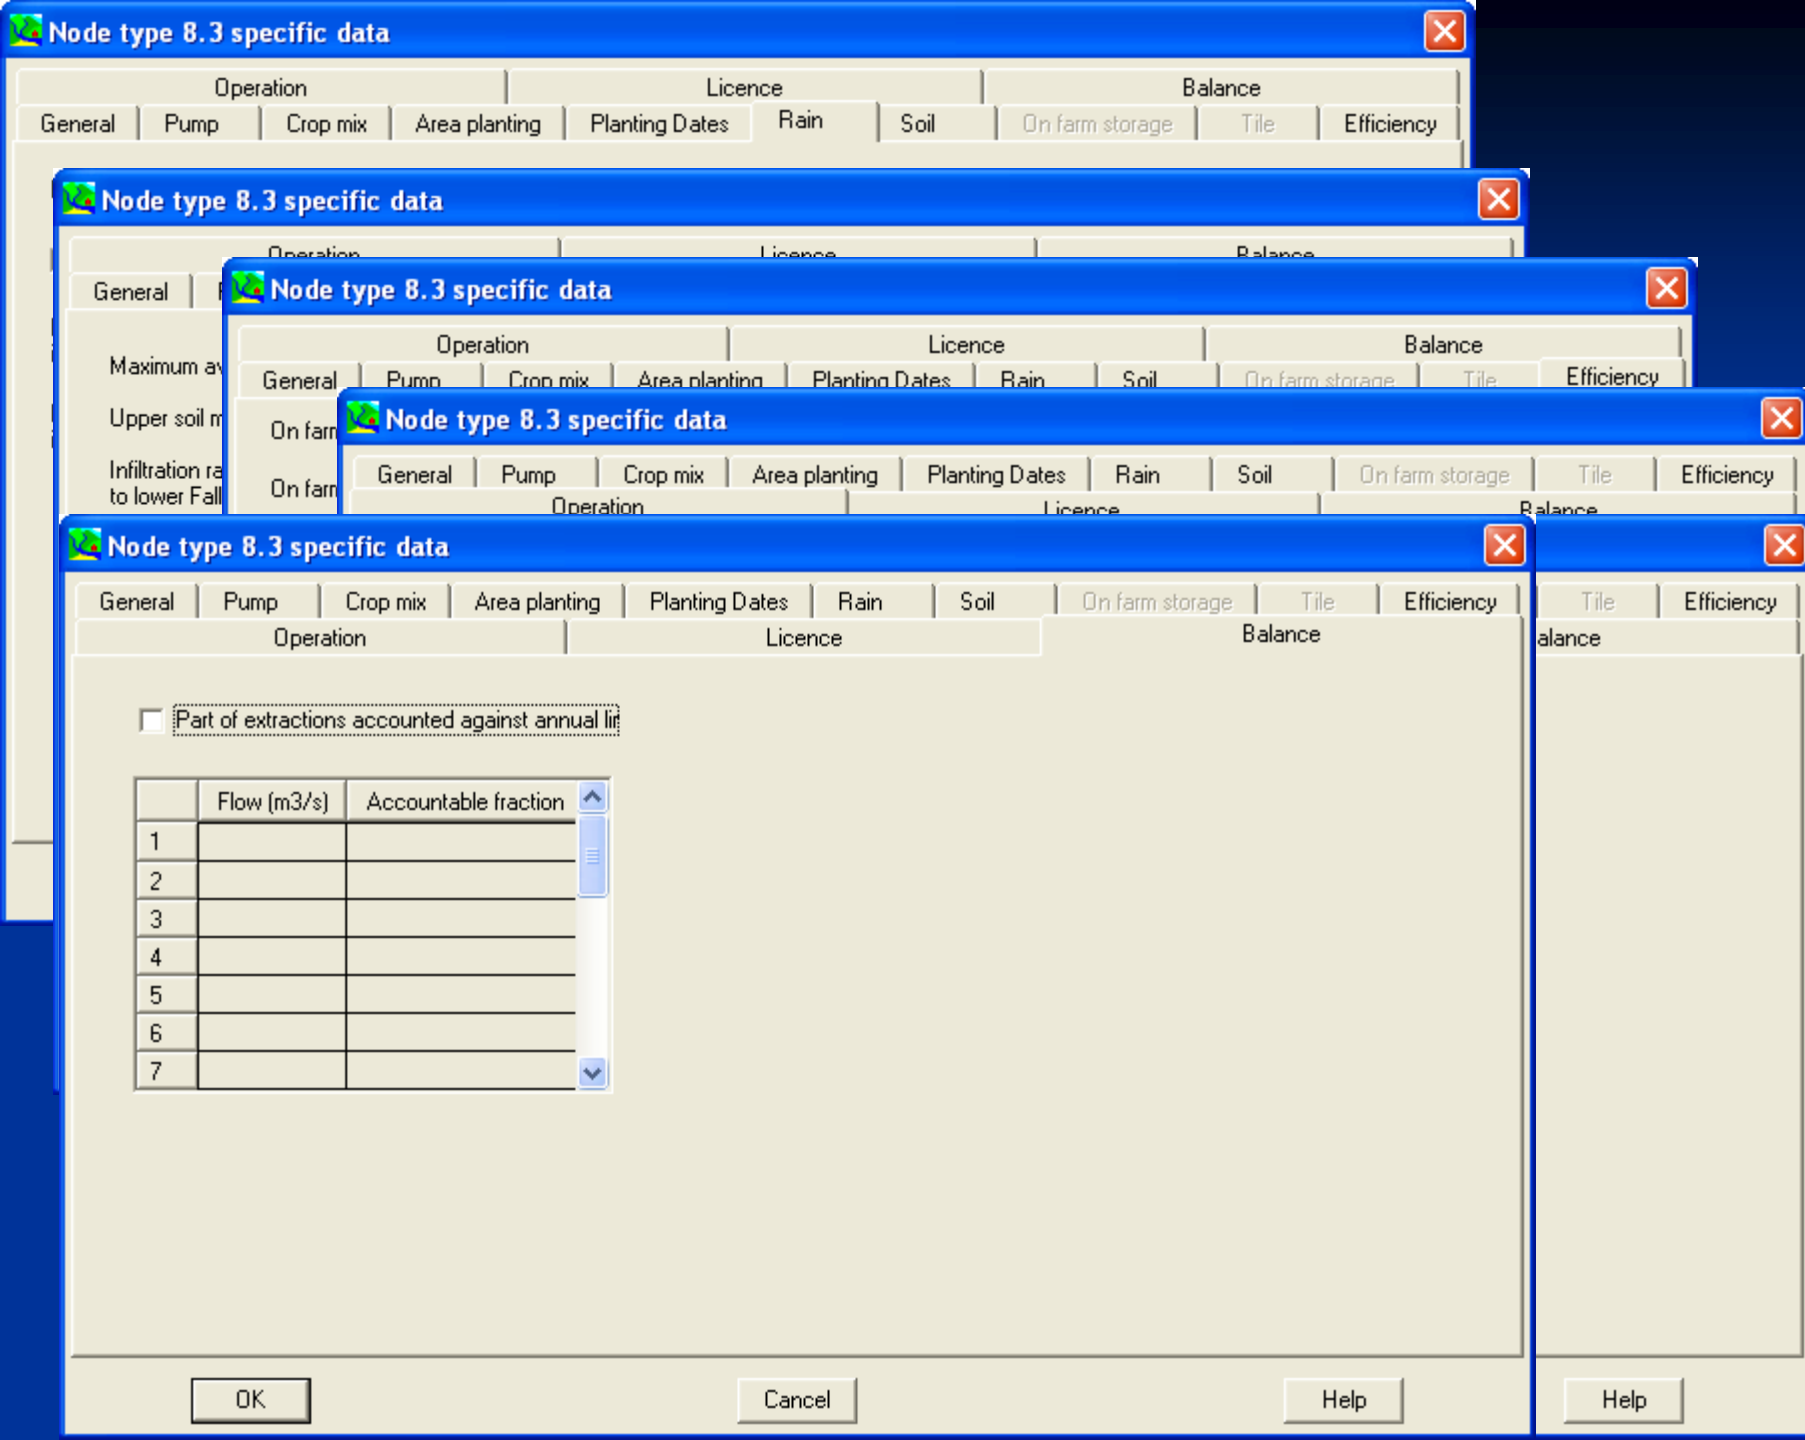 Node type 8.3 specific data
Operation Licence Balance
General Pump Crop mix Area planting Planting Dates Rain Soil On farm storage Tile Efficiency
Node type 8.3 specific data
Operation Licence Balance
General
Maximum
Upper soil
Infiltration
to lower
Node type 8.3 specific data
Operation Licence Balance
General Pump Crop mix Area planting Planting Dates Rain Soil On farm storage Tile Efficiency
On farm
On farm
Node type 8.3 specific data
General Pump Crop mix Area planting Planting Dates Rain Soil On farm storage Tile Efficiency
Operation Licence Balance
Node type 8.3 specific data
General Pump Crop mix Area planting Planting Dates Rain Soil On farm storage Tile Efficiency
Operation Licence Balance
Part of extractions accounted against annual
Flow (m3/s) Accountable fraction
1
2
3
4
5
6
7
OK Cancel Help
Tile Efficiency
alance
Help